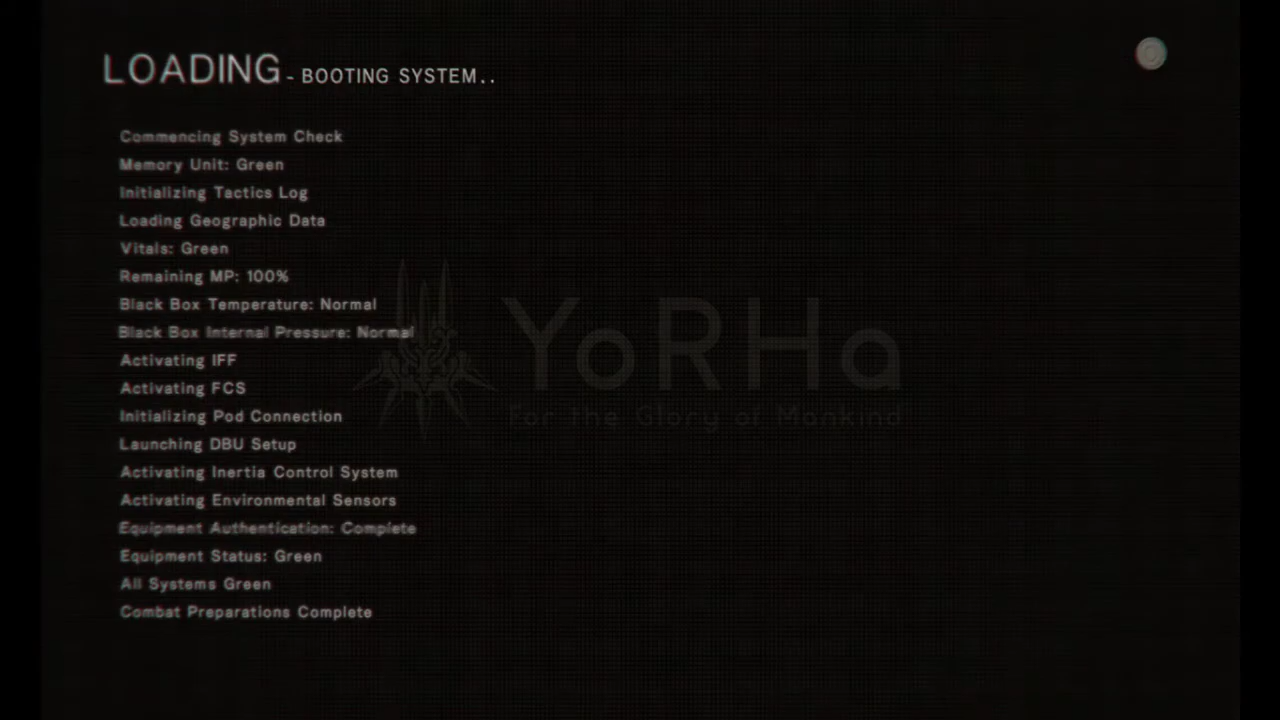 LOADING - BOOTING SYSTEM..
Commencing System Check
Memory Unit: Green
Initializing Tactics Log
Loading Geographic Data
Vitals: Green
Remaining MP: 100%
Black Box Temperature: Normal
Black Box Internal Pressure: Normal
Activating IFF
Activating FCS
Initializing Pod Connection
Launching DBU Setup
Activating Inertia Control System
Activating Environmental Sensors
Equipment Authentication: Complete
Equipment Status: Green
All Systems Green
Combat Preparations Complete
YoRHa
For the Glory of Mankind